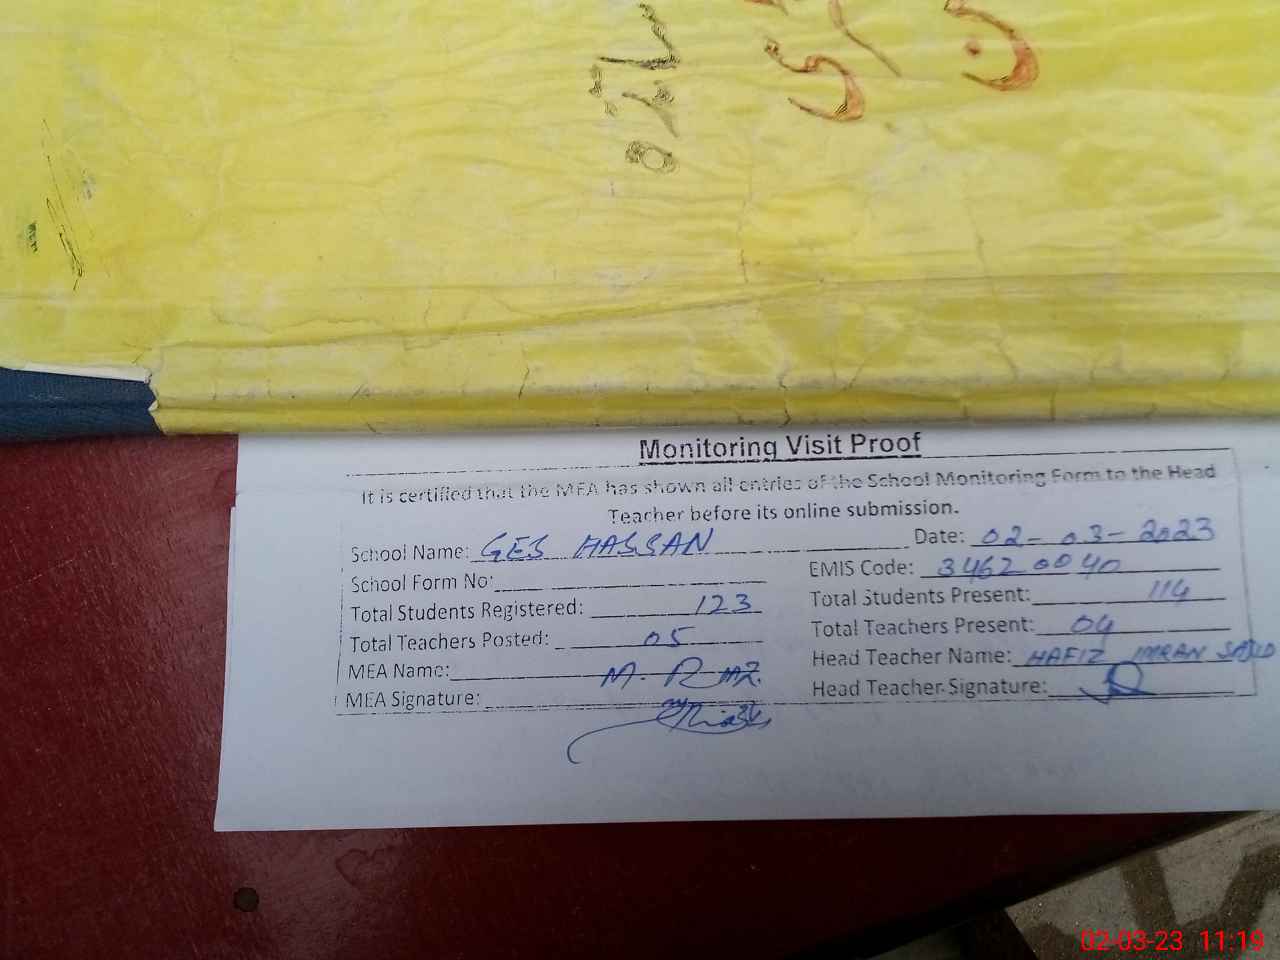 Monitoring Visit Proof
It is certified that the MEA has shown all entries of the School Monitoring Form to the Head
Teacher before its online submission.
School Name: GES HASSAN Date: 02-03-2023
School Form No: EMIS Code: 34620040
Total Students Registered: 123 Total Students Present: 114
Total Teachers Posted: 05 Total Teachers Present: 04
MEA Name: M. R Head Teacher Name: HAFIZ IMRAN SAJID
MEA Signature: Head Teacher Signature:
02-03-23 11:19